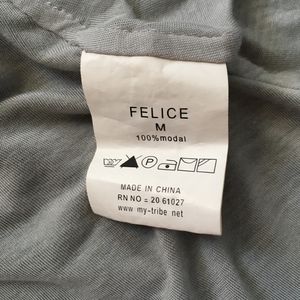 FELICE
M
100%modal
P
MADE IN CHINA
RN NO = 20 61027
www my-tribe net